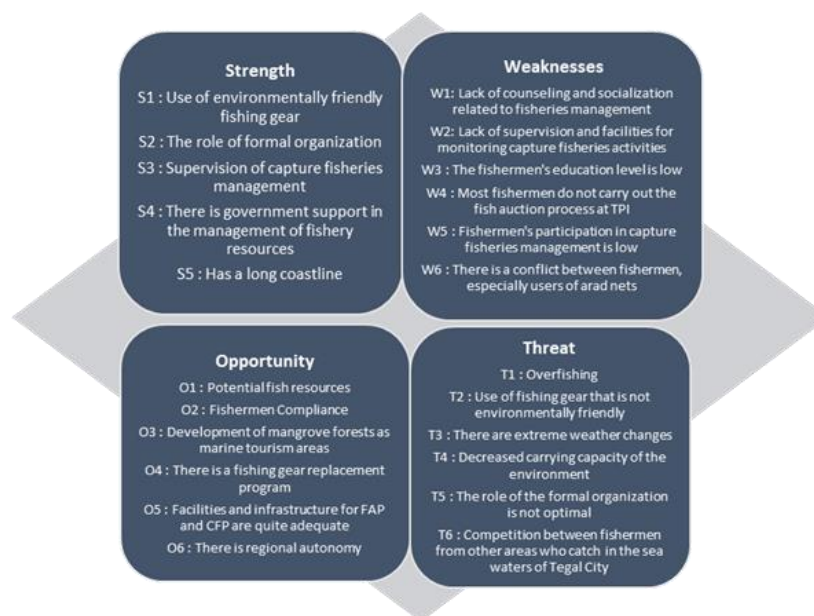 Strength
S1 : Use of environmentally friendly
fishing gear
S2 : The role of formal organization
S3 : Supervision of capture fisheries
management
S4 : There is government support in
the management of fishery
resources
S5 : Has a long coastline
Weaknesses
W1: Lack of counseling and socialization
related to fisheries management
W2: Lack of supervision and facilities for
monitoring capture fisheries activities
W3 : The fishermen's education level is low
W4 : Most fishermen do not carry out the
fish auction process at TPI
W5 : Fishermen's participation in capture
fisheries management is low
W6 : There is a conflict between fishermen,
especially users of arad nets
Opportunity
O1 : Potential fish resources
O2 : Fishermen Compliance
O3 : Development of mangrove forests as
marine tourism areas
O4 : There is a fishing gear replacement
program
O5 : Facilities and infrastructure for FAP
and CFP are quite adequate
O6 : There is regional autonomy
Threat
T1 : Overfishing
T2 : Use of fishing gear that is not
environmentally friendly
T3 : There are extreme weather changes
T4 : Decreased carrying capacity of the
environment
T5 : The role of the formal organization
is not optimal
T6 : Competition between fishermen
from other areas who catch in the sea
waters of Tegal City